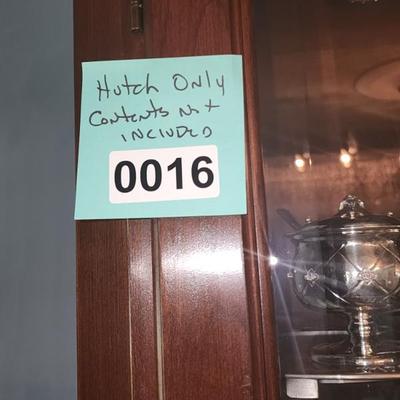 Hutch Only
Contents Not
INCLUDED
0016